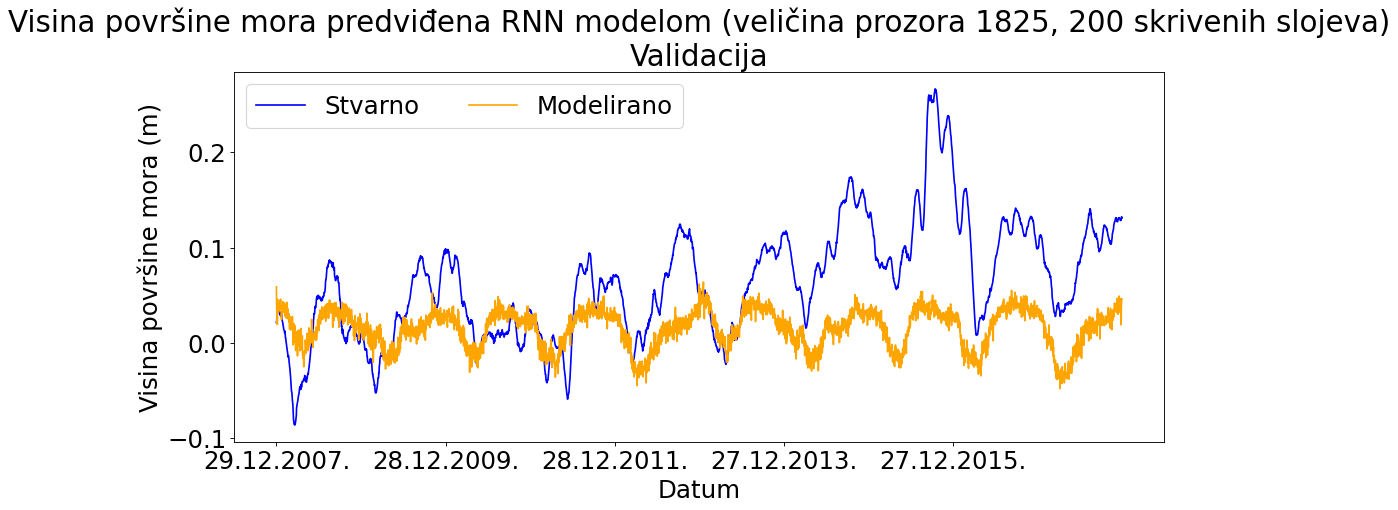 Visina površine mora predviđena RNN modelom (veličina prozora 1825, 200 skrivenih slojeva)
Validacija
Stvarno Modelirano
Visina površine mora (m)
0.2
0.1
0.0
−0.1
29.12.2007. 28.12.2009. 28.12.2011. 27.12.2013. 27.12.2015.
Datum